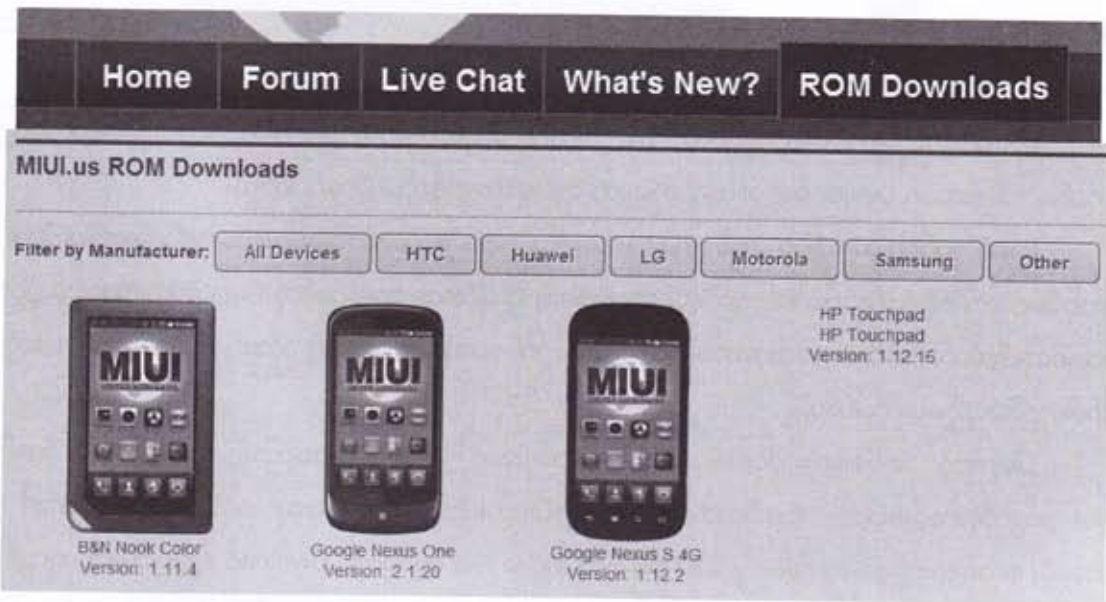 Home Forum Live Chat What's New? ROM Downloads
MIUI.us ROM Downloads
Filter by Manufacturer: All Devices HTC Huawei LG Motorola Samsung Other
MIUI
MIUI
MIUI
HP Touchpad
HP Touchpad
Version: 1.12.16
B&N Nook Color
Version: 1.11.4
Google Nexus One
Version: 2.1.20
Google Nexus S 4G
Version: 1.12.2